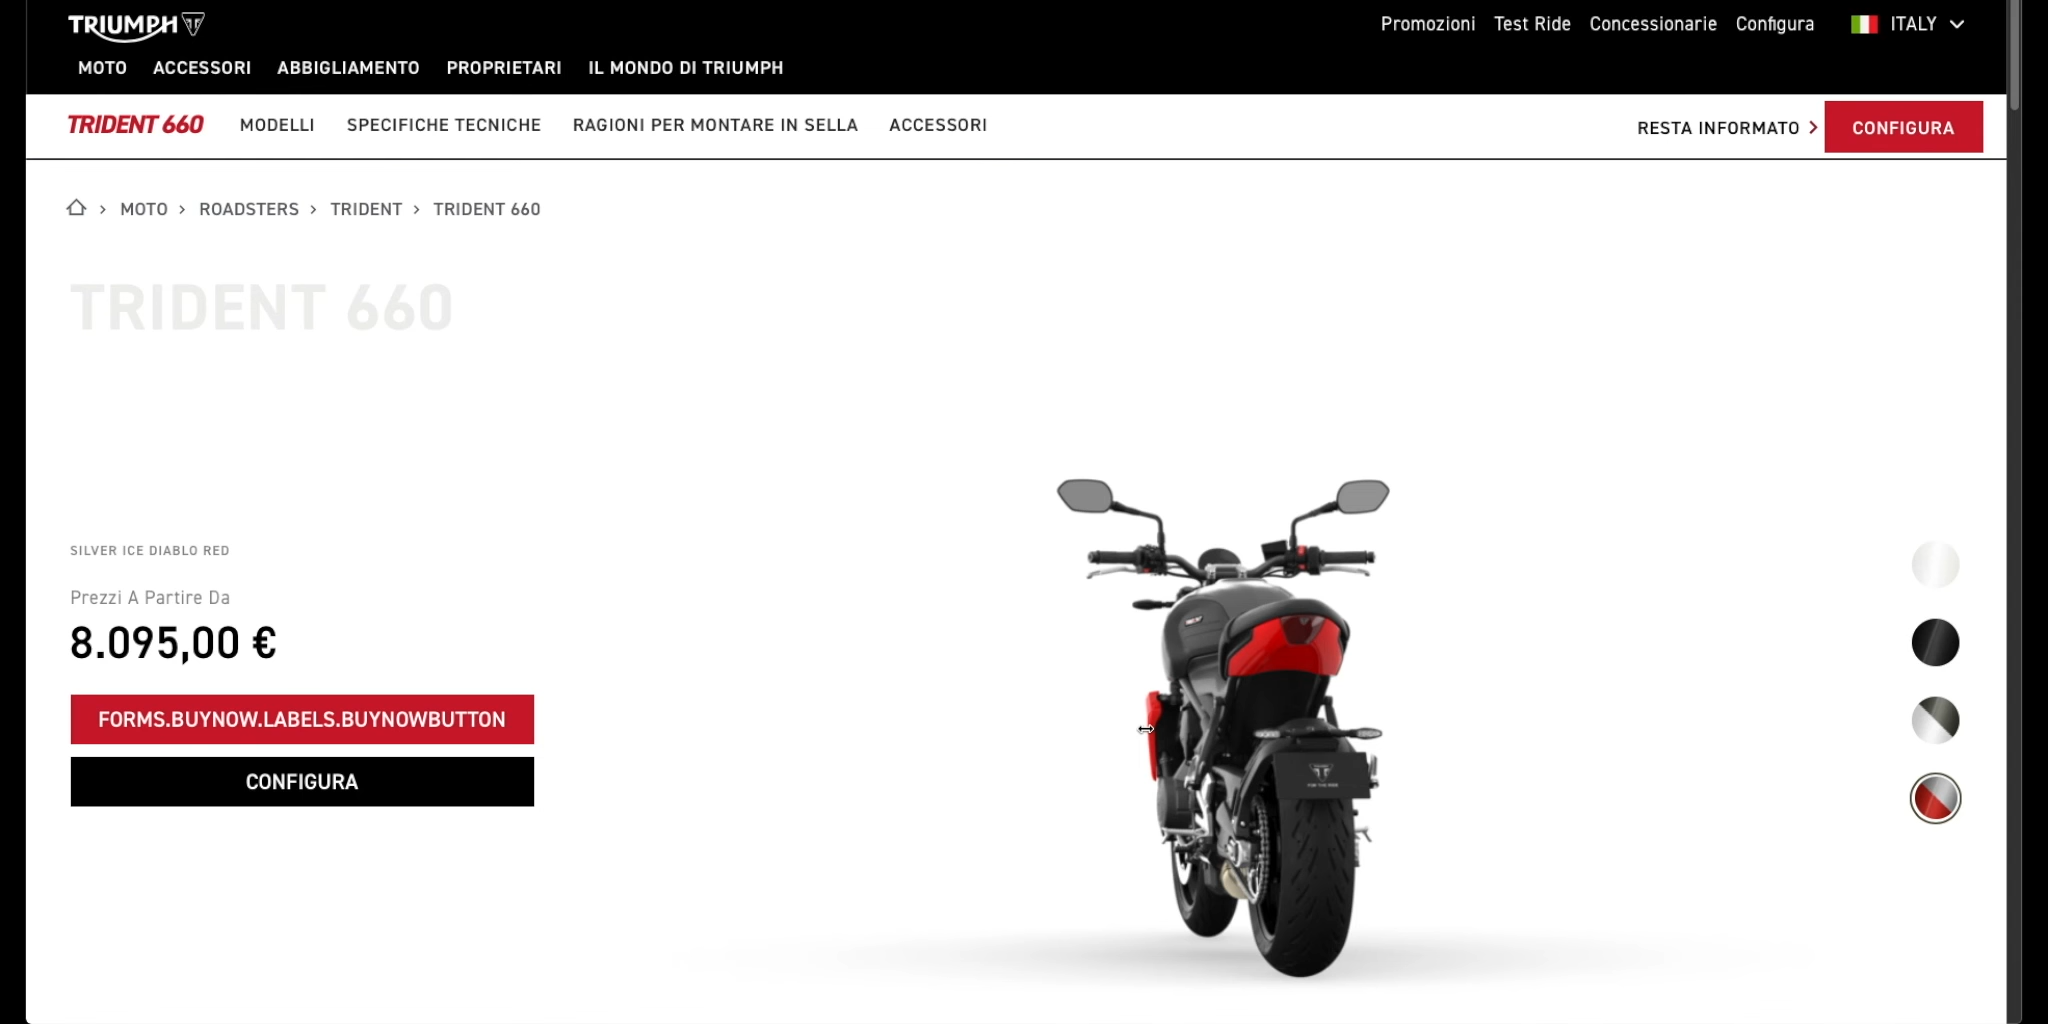 TRIUMPH
Promozioni Test Ride Concessionarie Configura ITALY
MOTO ACCESSORI ABBIGLIAMENTO PROPRIETARI IL MONDO DI TRIUMPH
TRIDENT 660 MODELLI SPECIFICHE TECNICHE RAGIONI PER MONTARE IN SELLA ACCESSORI RESTA INFORMATO CONFIGURA
MOTO > ROADSTERS > TRIDENT > TRIDENT 660
TRIDENT 660
SILVER ICE DIABLO RED
Prezzi A Partire Da
8.095,00 €
FORMS.BUYNOW.LABELS.BUYNOWBUTTON
CONFIGURA